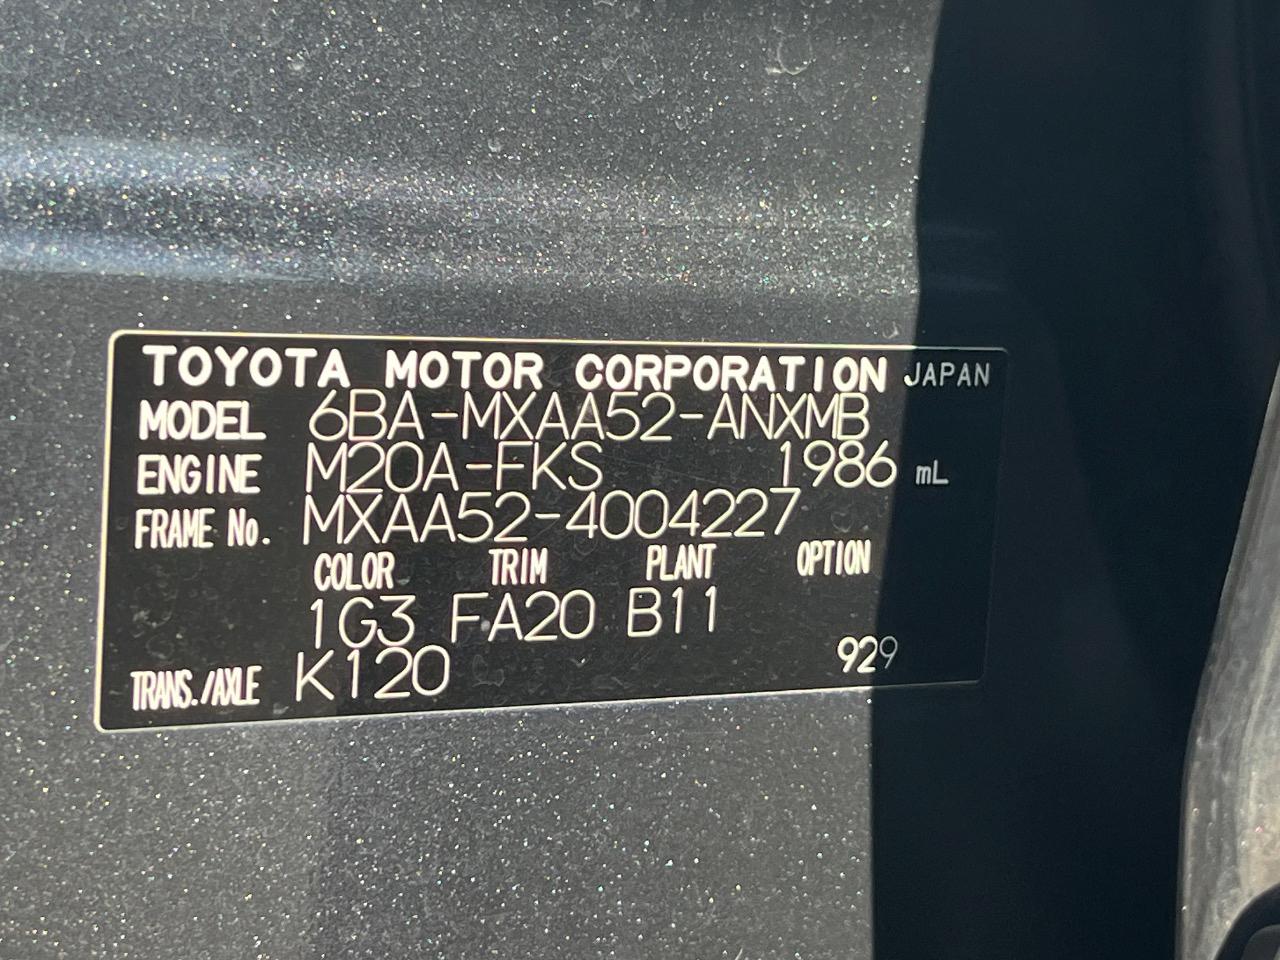 TOYOTA MOTOR CORPORATION JAPAN
MODEL 6BA-MXAA52-ANXMB
ENGINE M20A-FKS 1986 mL
FRAME No. MXAA52-4004227
COLOR TRIM PLANT OPTION
1G3 FA20 B11
TRANS./AXLE K120 929